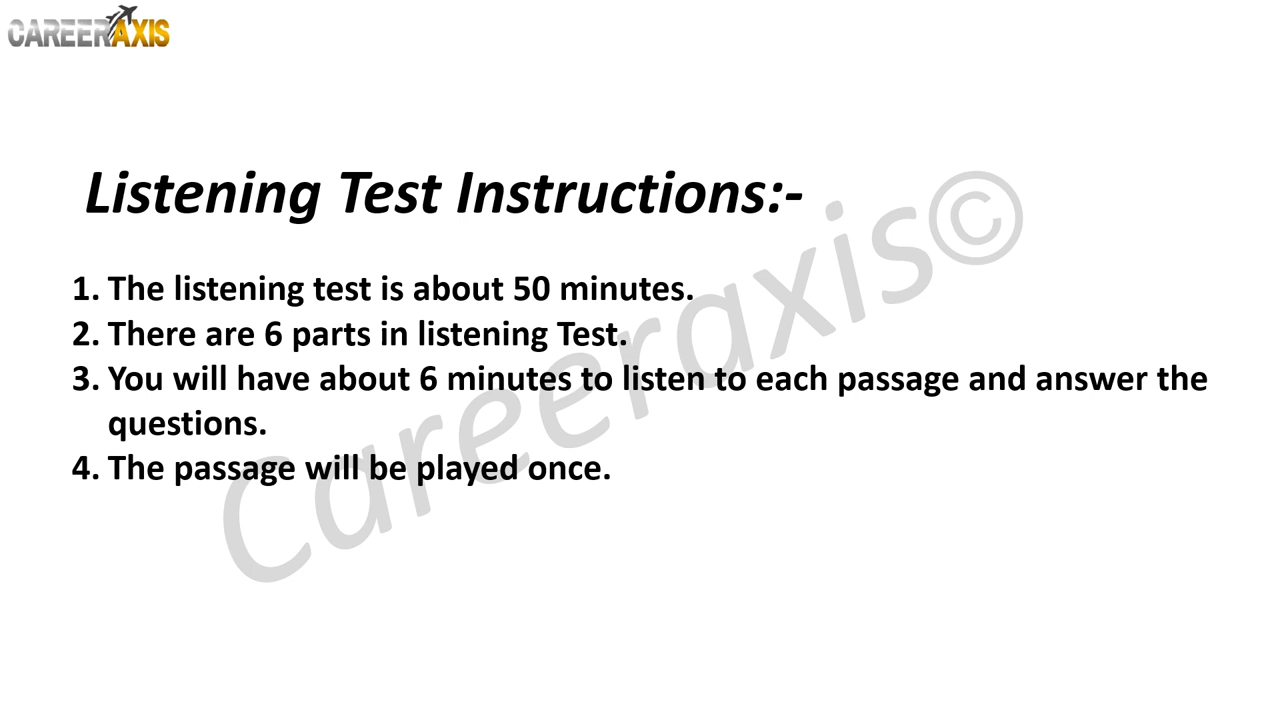 CAREERAXIS
Listening Test Instructions:-
1. The listening test is about 50 minutes.
2. There are 6 parts in listening Test.
3. You will have about 6 minutes to listen to each passage and answer the
questions.
4. The passage will be played once.
Careeraxis©